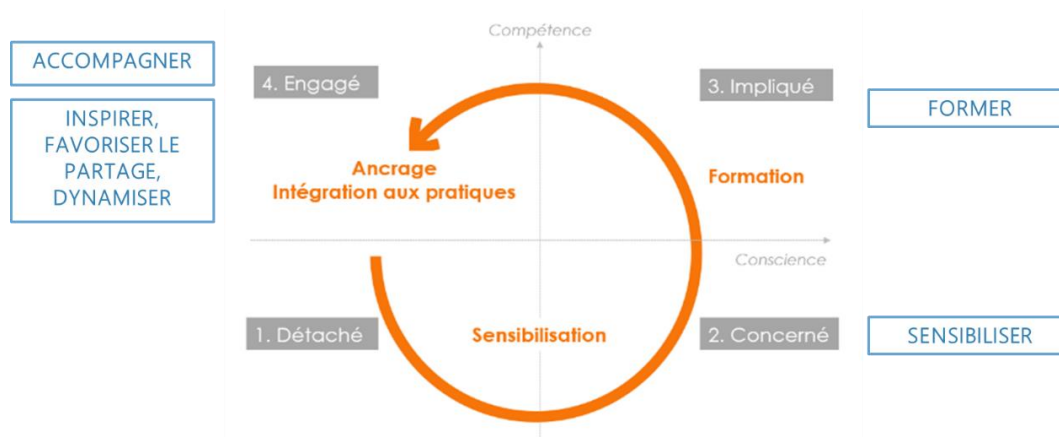 Compétence
ACCOMPAGNER
4. Engagé
3. Impliqué
INSPIRER,
FAVORISER LE
PARTAGE,
DYNAMISER
FORMER
Ancrage
Intégration aux pratiques
Formation
Conscience
1. Détaché
Sensibilisation
2. Concerné
SENSIBILISER